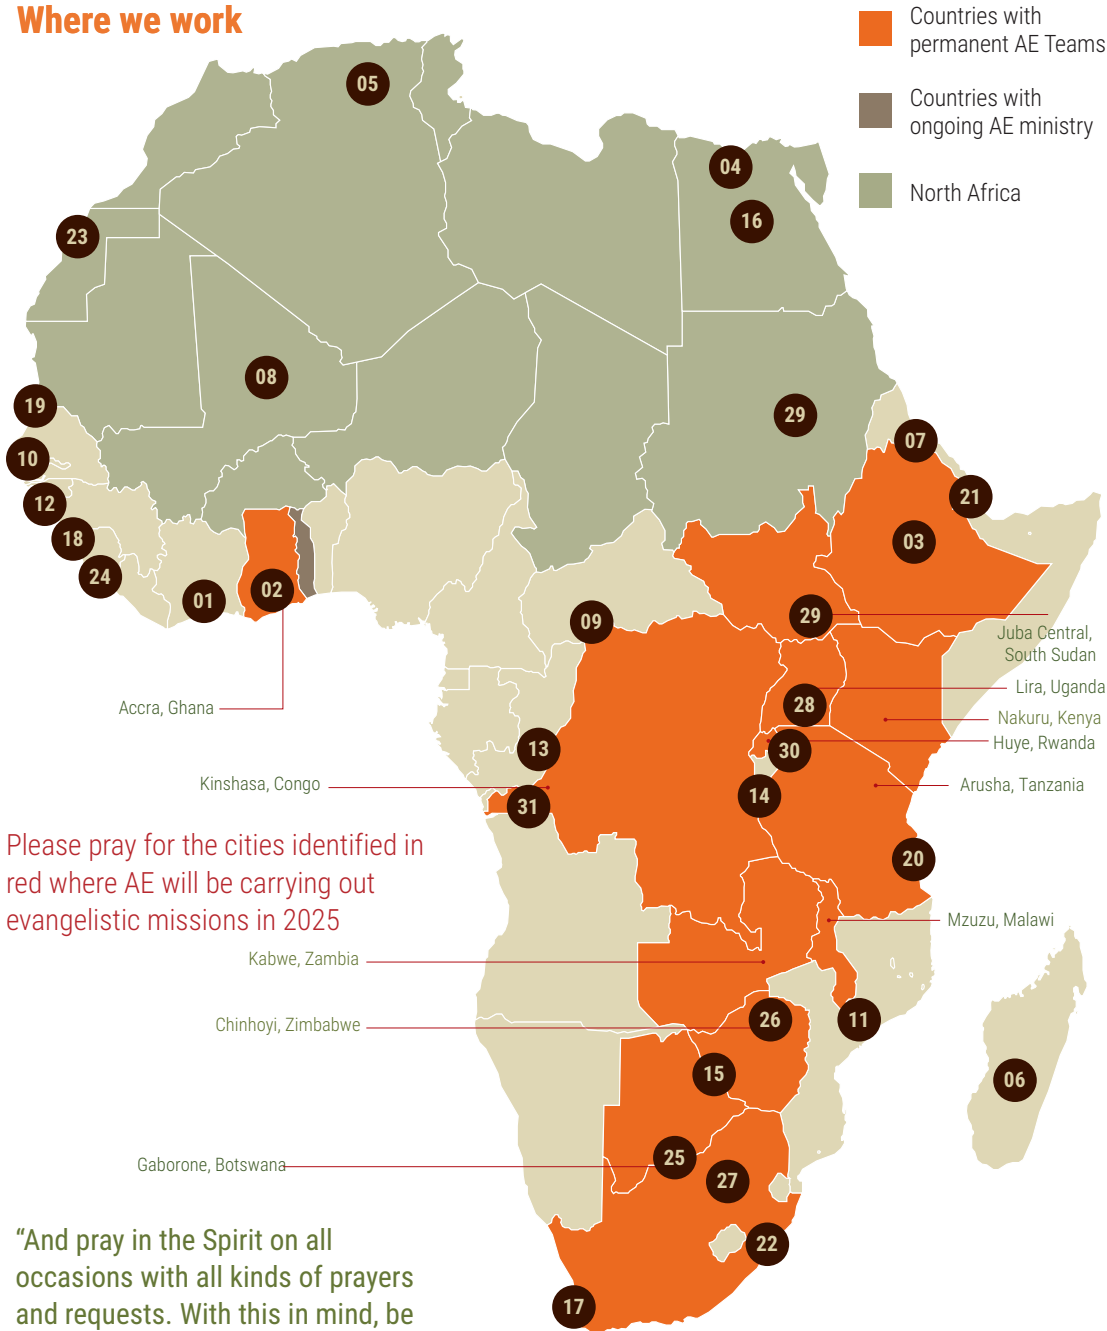 Where we work
Countries with
permanent AE Teams
Countries with
ongoing AE ministry
North Africa
05
04
16
23
08
19
29
07
10
21
12
18
03
24
02
01
09
29
Juba Central,
South Sudan
Lira, Uganda
28
Accra, Ghana
Nakuru, Kenya
Huye, Rwanda
13
30
Kinshasa, Congo
Arusha, Tanzania
14
31
Please pray for the cities identified in
red where AE will be carrying out
evangelistic missions in 2025
20
Mzuzu, Malawi
Kabwe, Zambia
Chinhoyi, Zimbabwe
26
11
15
06
Gaborone, Botswana
25
27
22
17
“And pray in the Spirit on all
occasions with all kinds of prayers
and requests. With this in mind, be